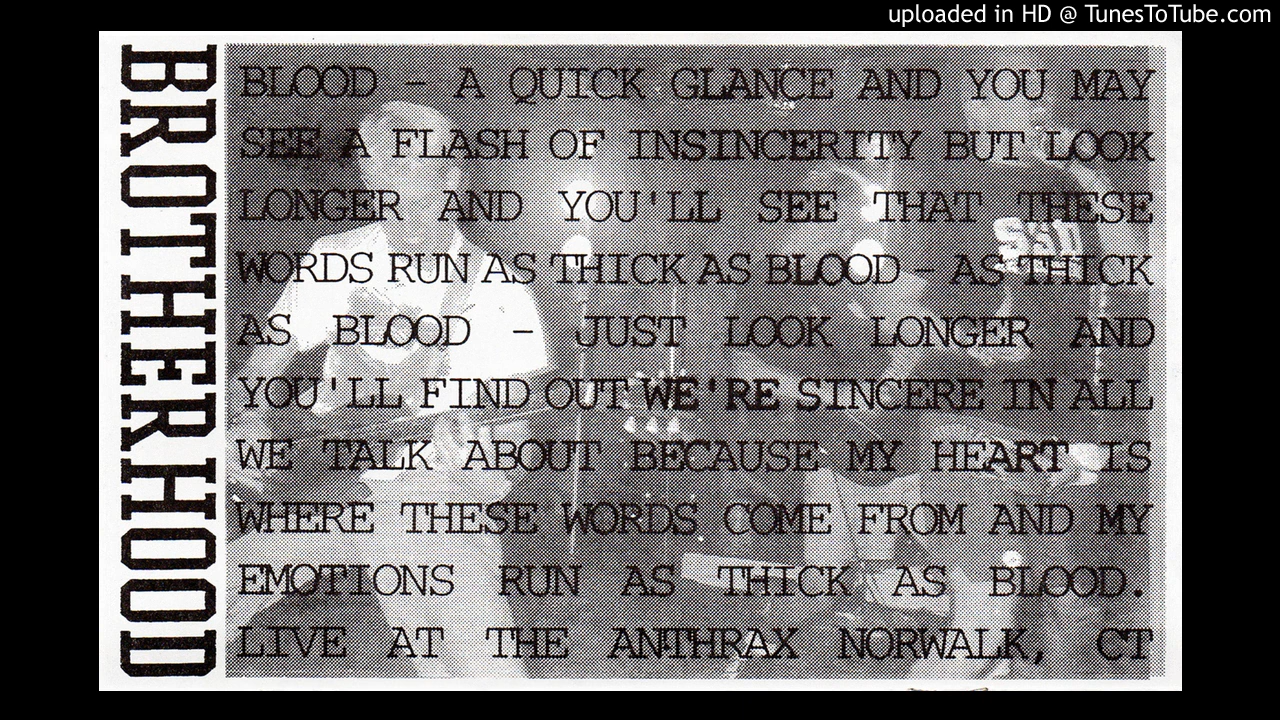 uploaded in HD @ TunesToTube.com
BROTHERHOOD
BLOOD - A QUICK GLANCE AND YOU MAY
SEE A FLASH OF INSINCERITY BUT LOOK
LONGER AND YOU'LL SEE THAT THESE
WORDS RUN AS THICK AS BLOOD - AS THICK
AS BLOOD - JUST LOOK LONGER AND
YOU'LL FIND OUT WE'RE SINCERE IN ALL
WE TALK ABOUT BECAUSE MY HEART IS
WHERE THESE WORDS COME FROM AND MY
EMOTIONS RUN AS THICK AS BLOOD.
LIVE AT THE ANTHRAX NORWALK, CT
SSD